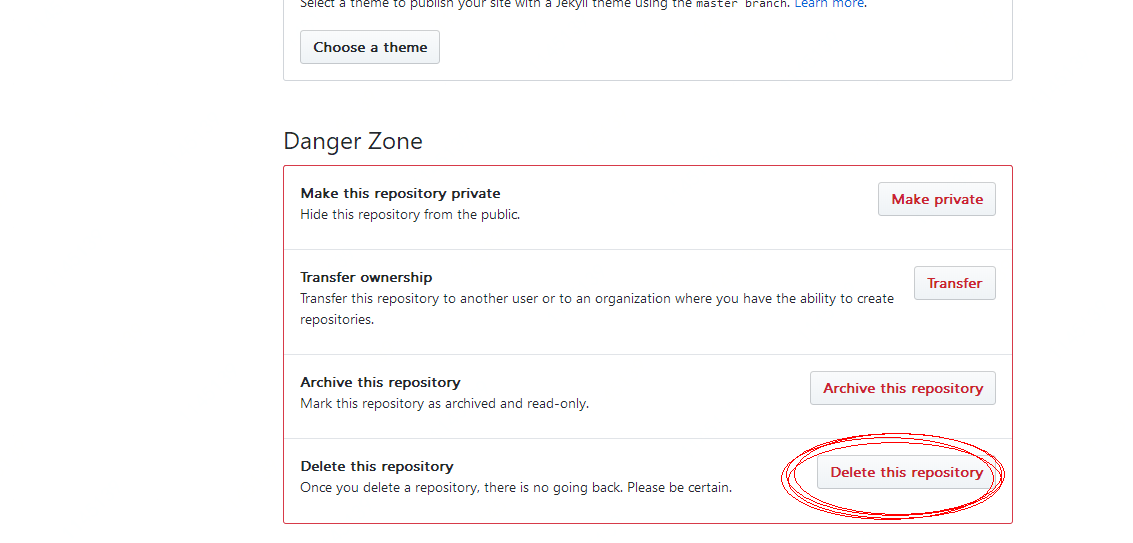 Select a theme to publish your site with a Jekyll theme using the master branch. Learn more.
Choose a theme
Danger Zone
Make this repository private
Hide this repository from the public.
Make private
Transfer ownership
Transfer this repository to another user or to an organization where you have the ability to create
repositories.
Transfer
Archive this repository
Mark this repository as archived and read-only.
Archive this repository
Delete this repository
Once you delete a repository, there is no going back. Please be certain.
Delete this repository